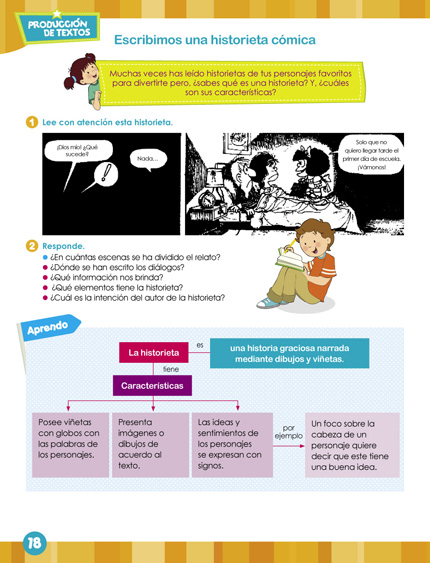 PRODUCCIÓN
DE TEXTOS
Escribimos una historieta cómica
Muchas veces has leído historietas de tus personajes favoritos
para divertirte pero, ¿sabes qué es una historieta? Y, ¿cuáles
son sus características?
1 Lee con atención esta historieta.
¡Dios mío! ¿Qué
sucede?
Nada...
!
Solo que no
quiero llegar tarde el
primer día de escuela.
¡Vámonos!
2 Responde.
¿En cuántas escenas se ha dividido el relato?
¿Dónde se han escrito los diálogos?
¿Qué información nos brinda?
¿Qué elementos tiene la historieta?
¿Cuál es la intención del autor de la historieta?
Aprendo
La historieta
es
una historia graciosa narrada
mediante dibujos y viñetas.
tiene
Características
Posee viñetas
con globos con
las palabras de
los personajes.
Presenta
imágenes o
dibujos de
acuerdo al
texto.
Las ideas y
sentimientos de
los personajes
se expresan con
signos.
por
ejemplo
Un foco sobre la
cabeza de un
personaje quiere
decir que este tiene
una buena idea.
18